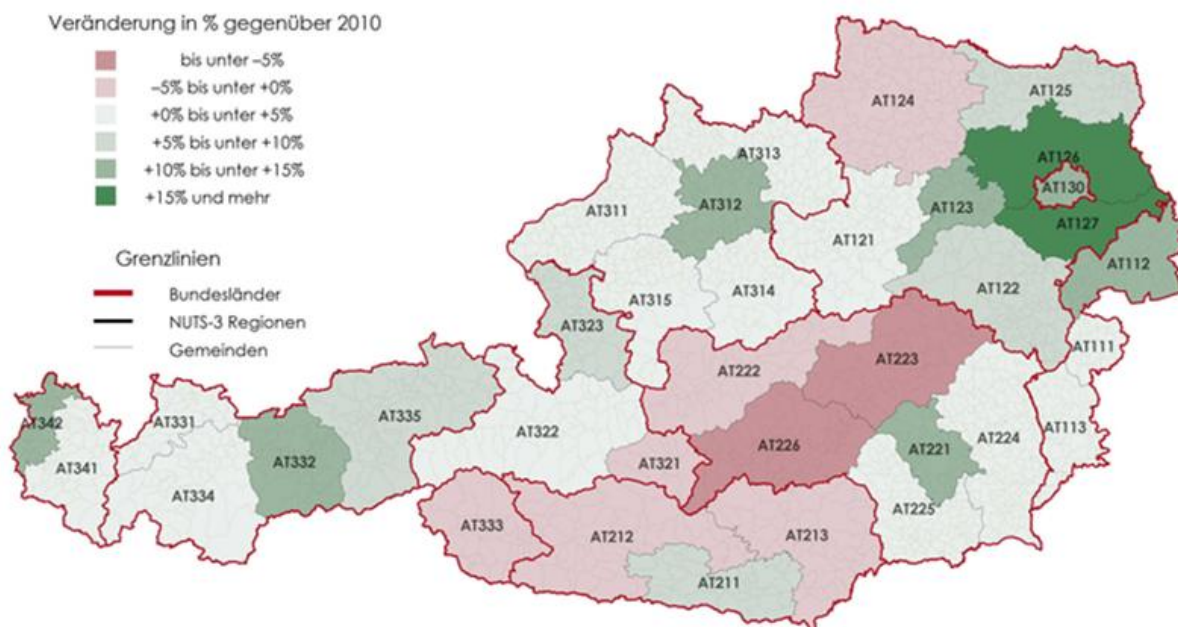 Veränderung in % gegenüber 2010
bis unter –5%
–5% bis unter +0%
+0% bis unter +5%
+5% bis unter +10%
+10% bis unter +15%
+15% und mehr
Grenzlinien
Bundesländer
NUTS-3 Regionen
Gemeinden
AT124
AT125
AT313
AT126
AT130
AT312
AT311
AT123
AT127
AT121
AT112
AT122
AT314
AT315
AT323
AT111
AT223
AT222
AT335
AT342
AT331
AT322
AT113
AT224
AT226
AT221
AT332
AT321
AT341
AT334
AT225
AT333
AT212
AT213
AT211